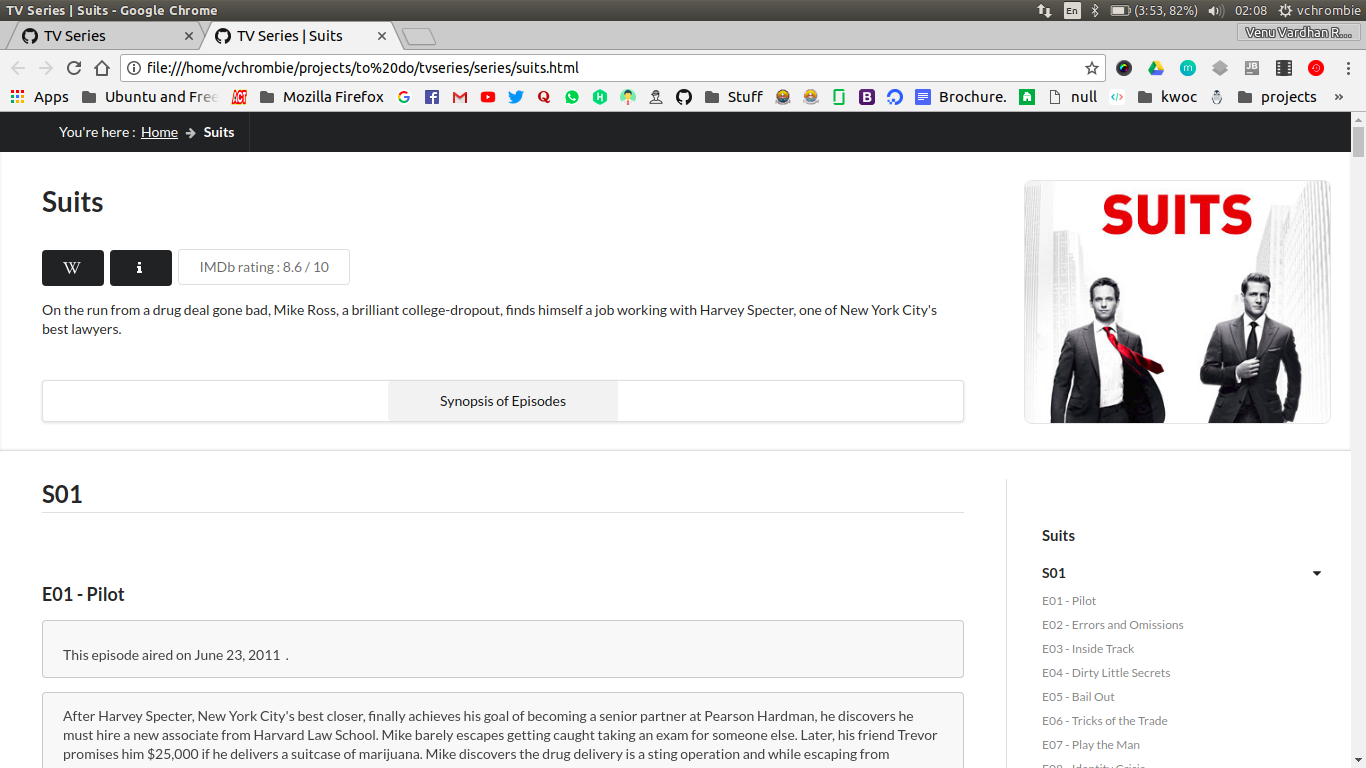 TV Series | Suits - Google Chrome
En
(3:53, 82%)
02:08
vchrombie
TV Series
TV Series | Suits
Venu Vardhan R...
file:///home/vchrombie/projects/to%20do/tvseries/series/suits.html
Apps
Ubuntu and Free
ACT
Mozilla Firefox
Stuff
Brochure.
null
kwoc
projects
»
You're here : Home → Suits
Suits
W
i
IMDb rating : 8.6 / 10
On the run from a drug deal gone bad, Mike Ross, a brilliant college-dropout, finds himself a job working with Harvey Specter, one of New York City's
best lawyers.
Synopsis of Episodes
SUITS
S01
E01 - Pilot
This episode aired on June 23, 2011 .
After Harvey Specter, New York City's best closer, finally achieves his goal of becoming a senior partner at Pearson Hardman, he discovers he
must hire a new associate from Harvard Law School. Mike barely escapes getting caught taking an exam for someone else. Later, his friend Trevor
promises him $25,000 if he delivers a suitcase of marijuana. Mike discovers the drug delivery is a sting operation and while escaping from
Suits
S01
E01 - Pilot
E02 - Errors and Omissions
E03 - Inside Track
E04 - Dirty Little Secrets
E05 - Bail Out
E06 - Tricks of the Trade
E07 - Play the Man
E08 - Identity Crisis